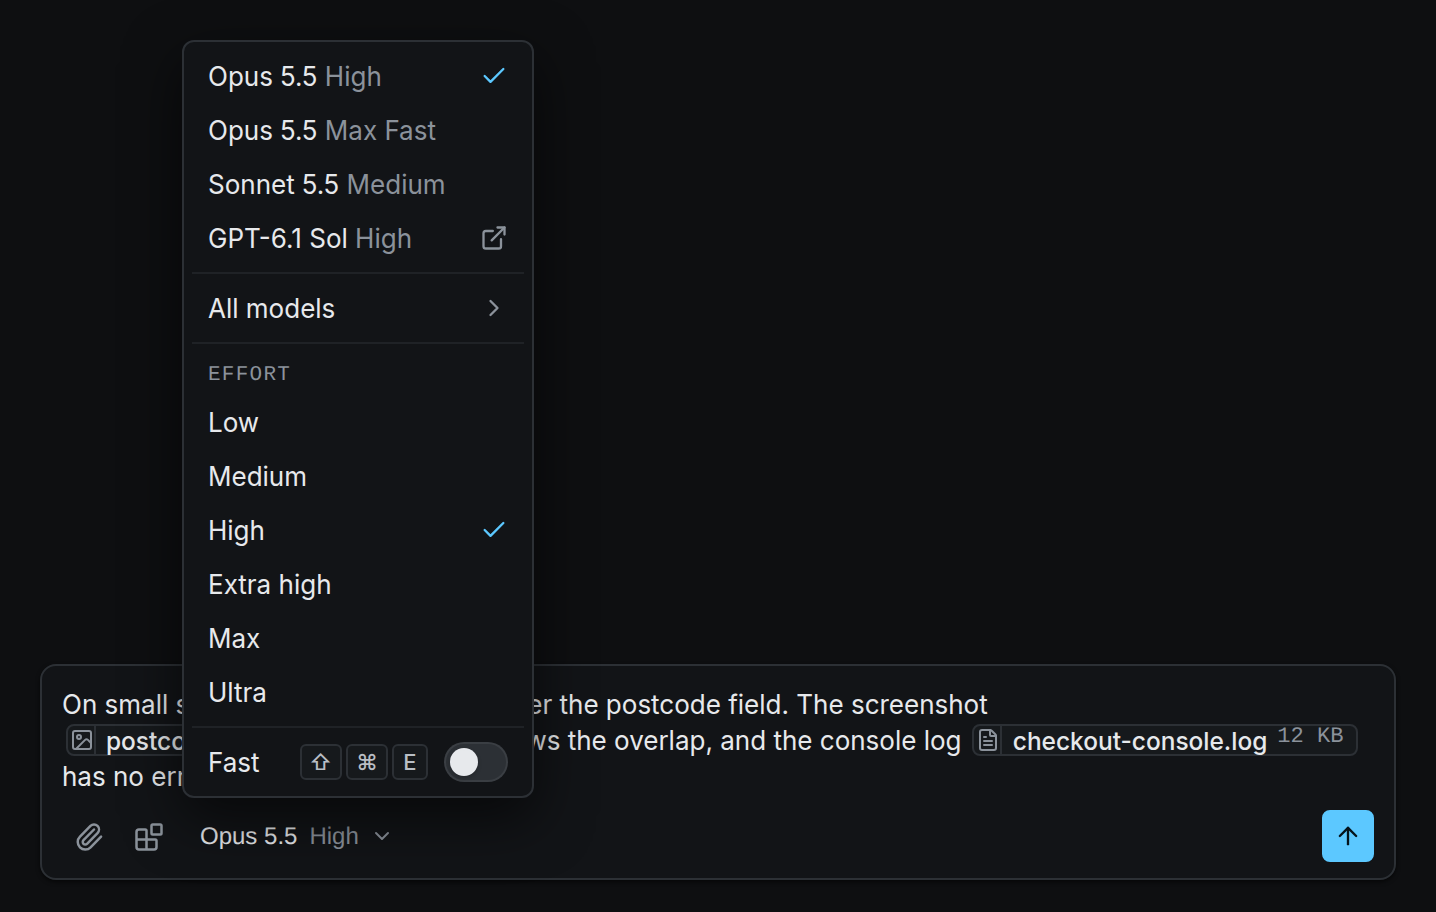 Opus 5.5 High
Opus 5.5 Max Fast
Sonnet 5.5 Medium
GPT-6.1 Sol High
All models
EFFORT
Low
Medium
High
Extra high
Max
Ultra
Fast ⇧ ⌘ E
On small er the postcode field. The screenshot
postco ws the overlap, and the console log checkout-console.log 12 KB
has no err
Opus 5.5 High